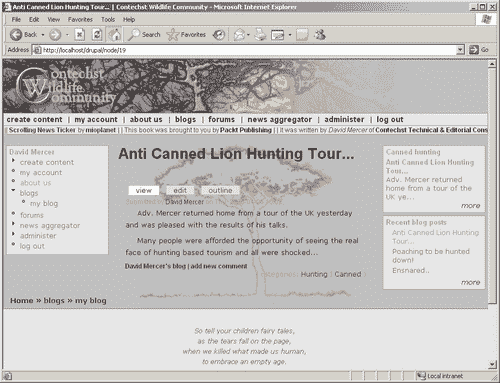 Anti Canned Lion Hunting Tour... | Contechst Wildlife Community - Microsoft Internet Explorer
File Edit View Favorites Tools Help
Back Search Favorites
Address http://localhost/drupal/node/19 Go
Contechst
Wildlife
Community
create content | my account | about us | blogs | forums | news aggregator | administer | log out
| Scrolling News Ticker by mioplanet | | This book was brought to you by Packt Publishing | | It was written by David Mercer of Contechst Technical & Editorial Cons
David Mercer
create content
my account
about us
blogs
my blog
forums
news aggregator
administer
log out
Anti Canned Lion Hunting Tour...
view edit outline
Submitted by David Mercer on
Adv. Mercer returned home from a tour of the UK yesterday
and was pleased with the results of his talks.
Many people were afforded the opportunity of seeing the real
face of hunting based tourism and all were shocked...
David Mercer's blog | add new comment
Categories: Hunting | Canned
Canned hunting
Anti Canned Lion Hunting
Tour...
Adv. Mercer returned
home from a tour of the
UK ye...
more
Recent blog posts
Anti Canned Lion Hunting
Tour...
Poaching to be hunted
down!
Ensnared..
more
Home » blogs » my blog
So tell your children fairy tales,
as the tears fall on the page,
when we killed what made us human,
to embrace an empty age.
Local intranet